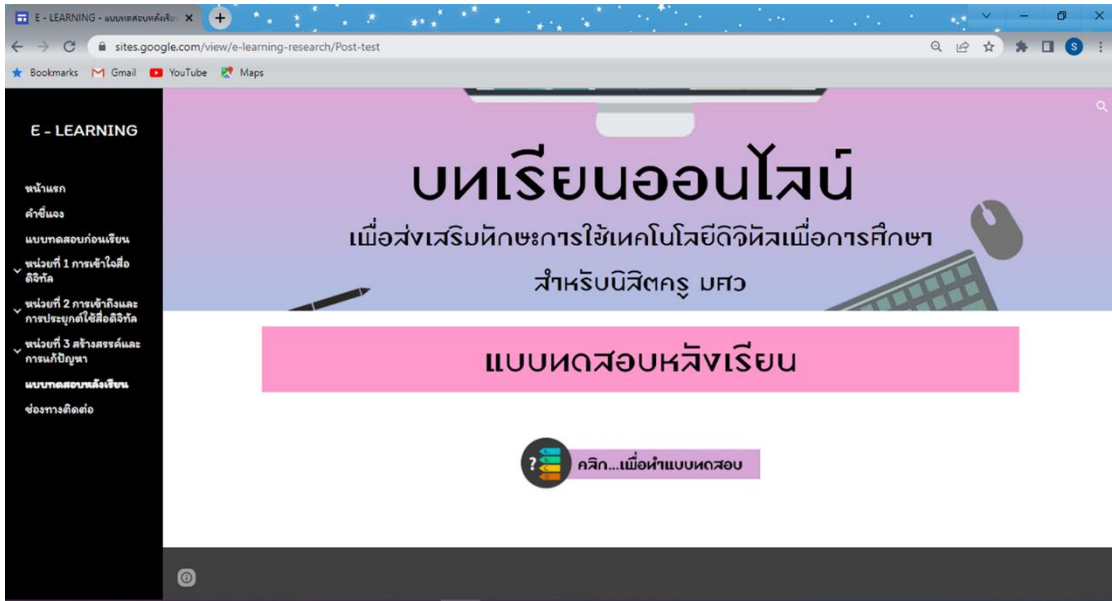 E - LEARNING - แบบทดสอบหลังเรีย
sites.google.com/view/e-learning-research/Post-test
S
Bookmarks
Gmail
YouTube
Maps
E - LEARNING
หน้าแรก
คำชี้แจง
แบบทดสอบก่อนเรียน
หน่วยที่ 1 การเข้าใจสื่อ
ดิจิทัล
หน่วยที่ 2 การเข้าถึงและ
การประยุกต์ใช้สื่อดิจิทัล
หน่วยที่ 3 สร้างสรรค์และ
การแก้ปัญหา
แบบทดสอบหลังเรียน
ช่องทางติดต่อ
บทเรียนออนไลน์
เพื่อส่งเสริมทักษะการใช้เทคโนโลยีดิจิทัลเพื่อการศึกษา
สำหรับนิสิตครู มศว
แบบทดสอบหลังเรียน
?
คลิก...เพื่อทำแบบทดสอบ